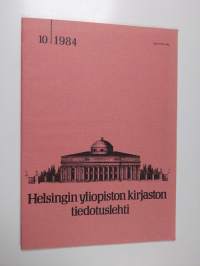 10 1984
Helsingin yliopiston kirjaston
tiedotuslehti